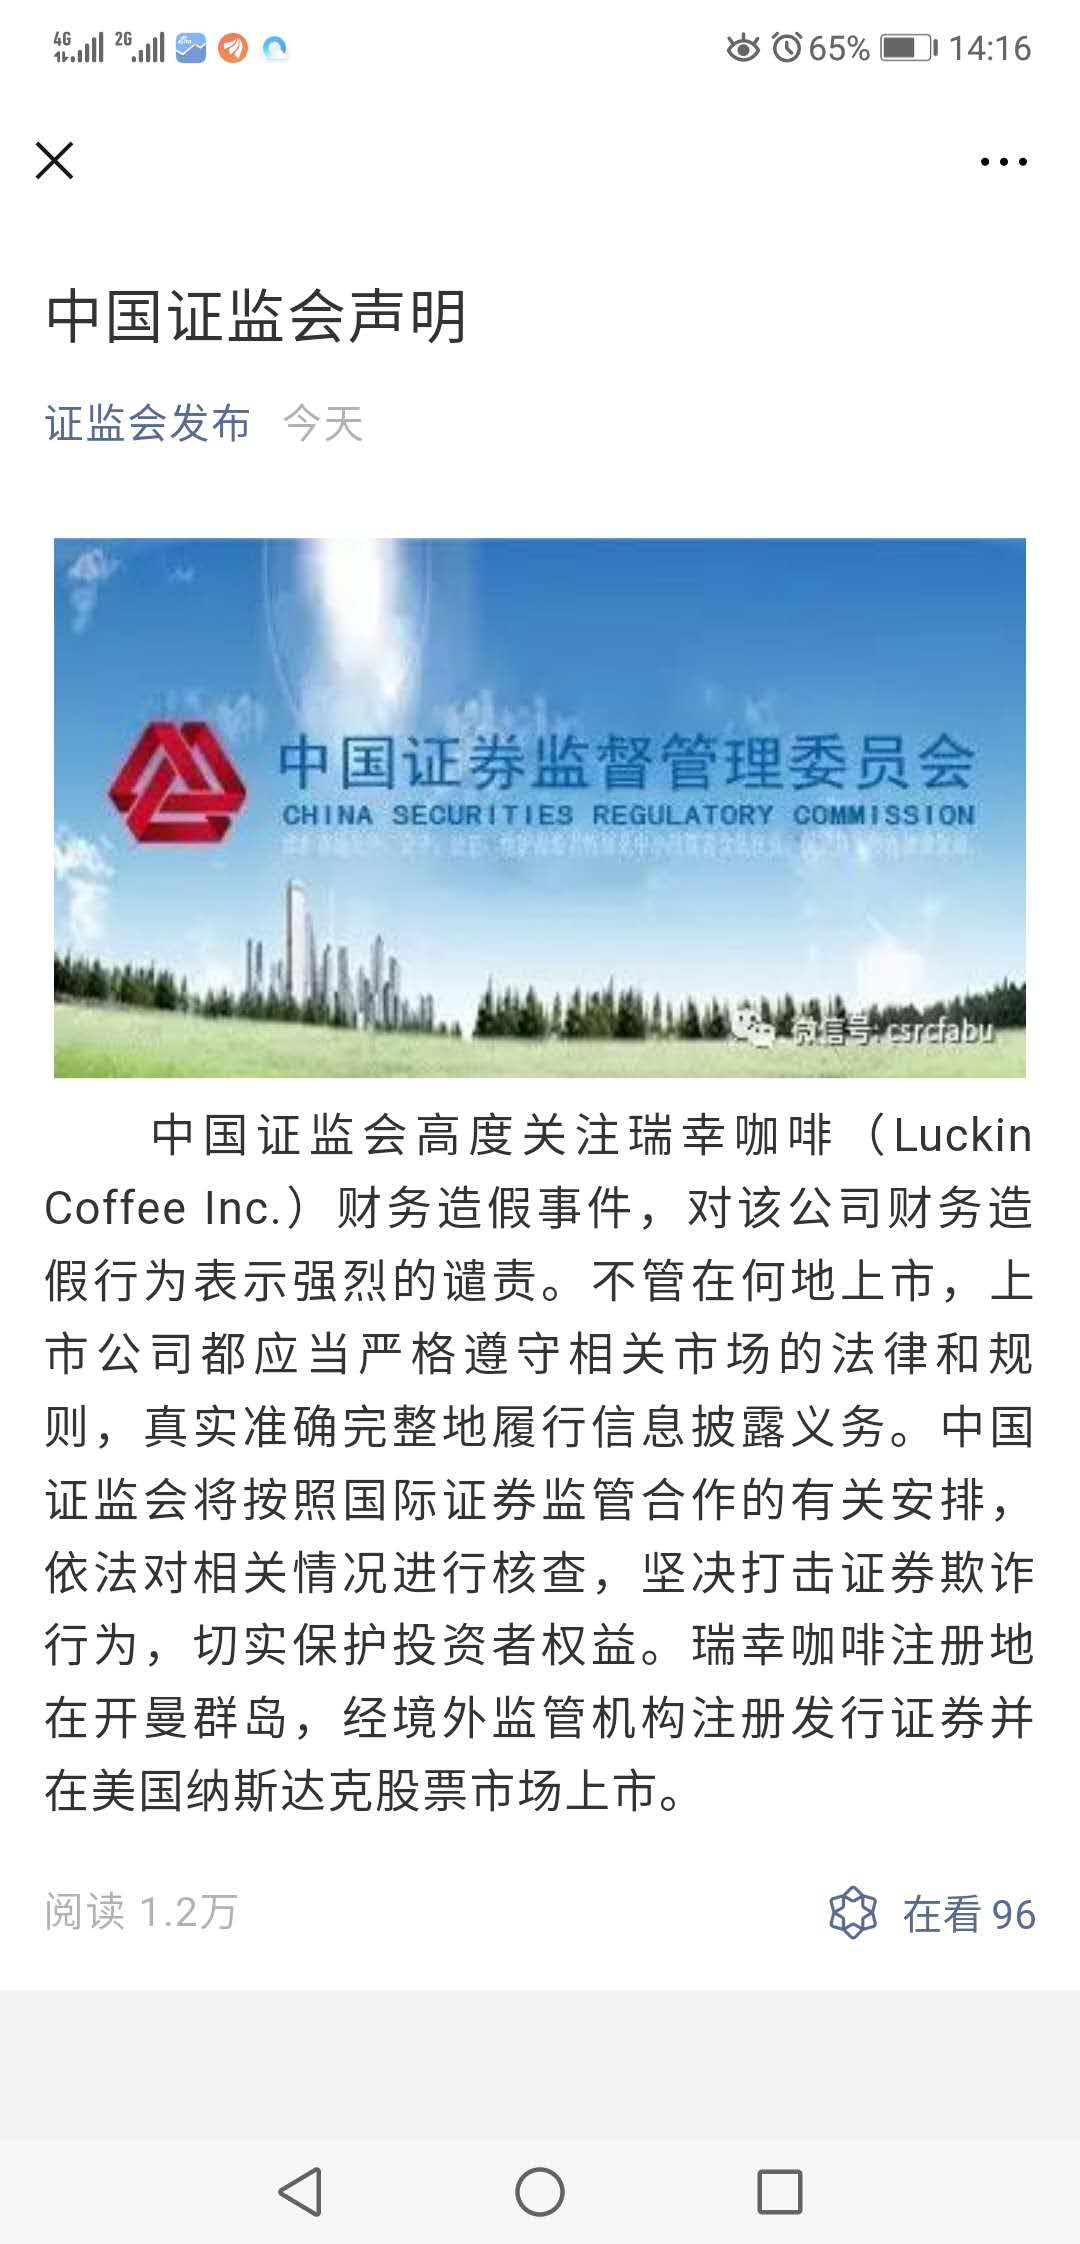 4G 2G 65% 14:16
中国证监会声明
证监会发布 今天
中国证券监督管理委员会
CHINA SECURITIES REGULATORY COMMISSION
微信号: csrcfabu
中国证监会高度关注瑞幸咖啡（Luckin
Coffee Inc.）财务造假事件，对该公司财务造
假行为表示强烈的谴责。不管在何地上市，上
市公司都应当严格遵守相关市场的法律和规
则，真实准确完整地履行信息披露义务。中国
证监会将按照国际证券监管合作的有关安排，
依法对相关情况进行核查，坚决打击证券欺诈
行为，切实保护投资者权益。瑞幸咖啡注册地
在开曼群岛，经境外监管机构注册发行证券并
在美国纳斯达克股票市场上市。
阅读 1.2万 在看 96